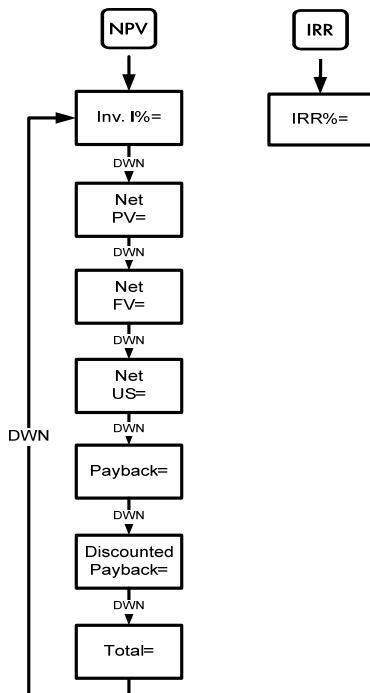 NPV
IRR
Inv. I%=
IRR%=
DWN
Net
PV=
DWN
Net
FV=
DWN
Net
US=
DWN
DWN
Payback=
DWN
Discounted
Payback=
DWN
Total=